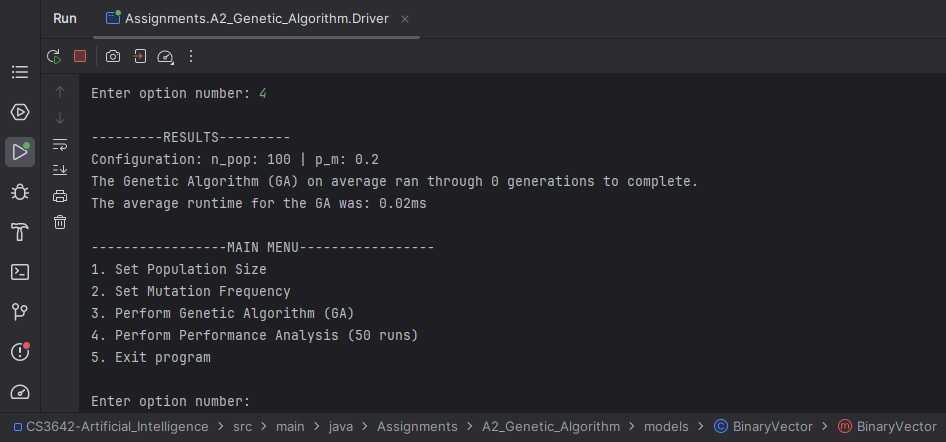 Run Assignments.A2_Genetic_Algorithm.Driver
Enter option number: 4
---------RESULTS---------
Configuration: n_pop: 100 | p_m: 0.2
The Genetic Algorithm (GA) on average ran through 0 generations to complete.
The average runtime for the GA was: 0.02ms
-----------------MAIN MENU-----------------
1. Set Population Size
2. Set Mutation Frequency
3. Perform Genetic Algorithm (GA)
4. Perform Performance Analysis (50 runs)
5. Exit program
Enter option number:
CS3642-Artificial_Intelligence > src > main > java > Assignments > A2_Genetic_Algorithm > models > C BinaryVector > m BinaryVector